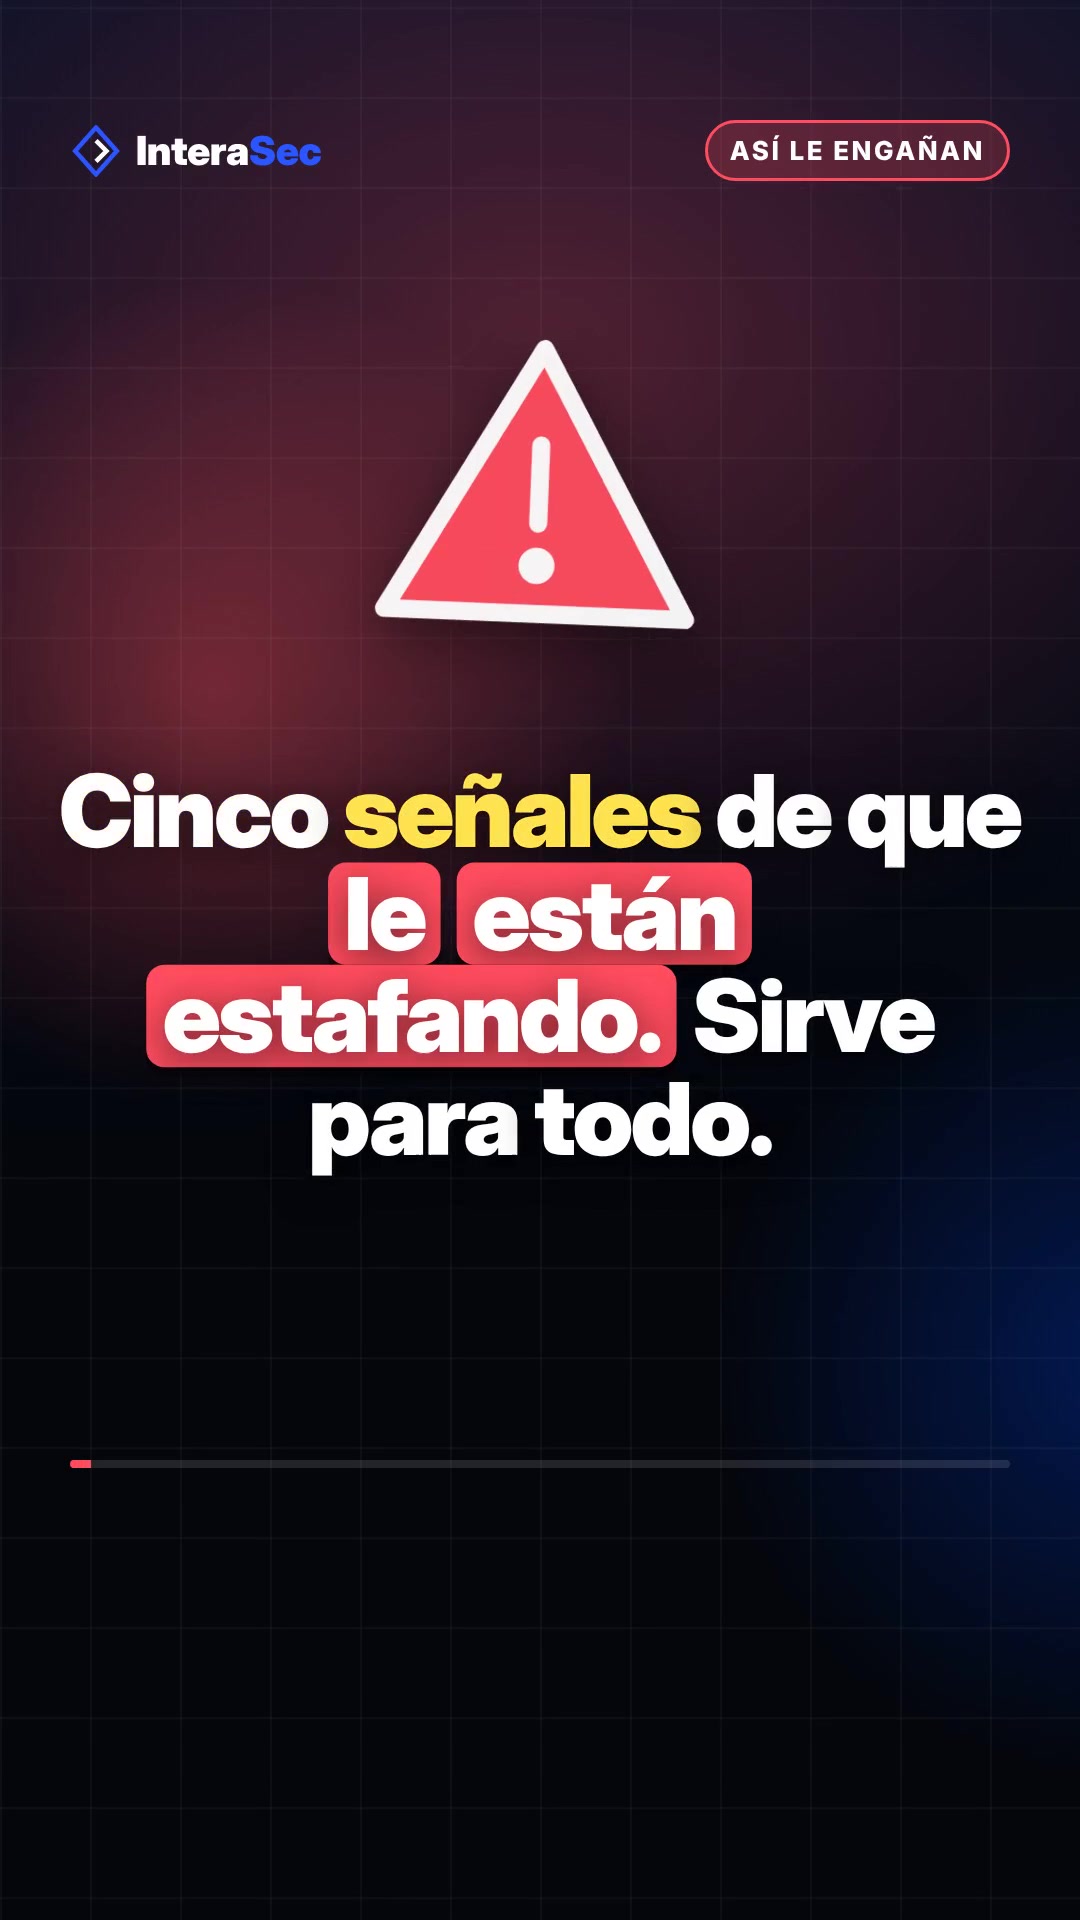 InteraSec
ASÍ LE ENGAÑAN
Cinco señales de que
le están
estafando. Sirve
para todo.